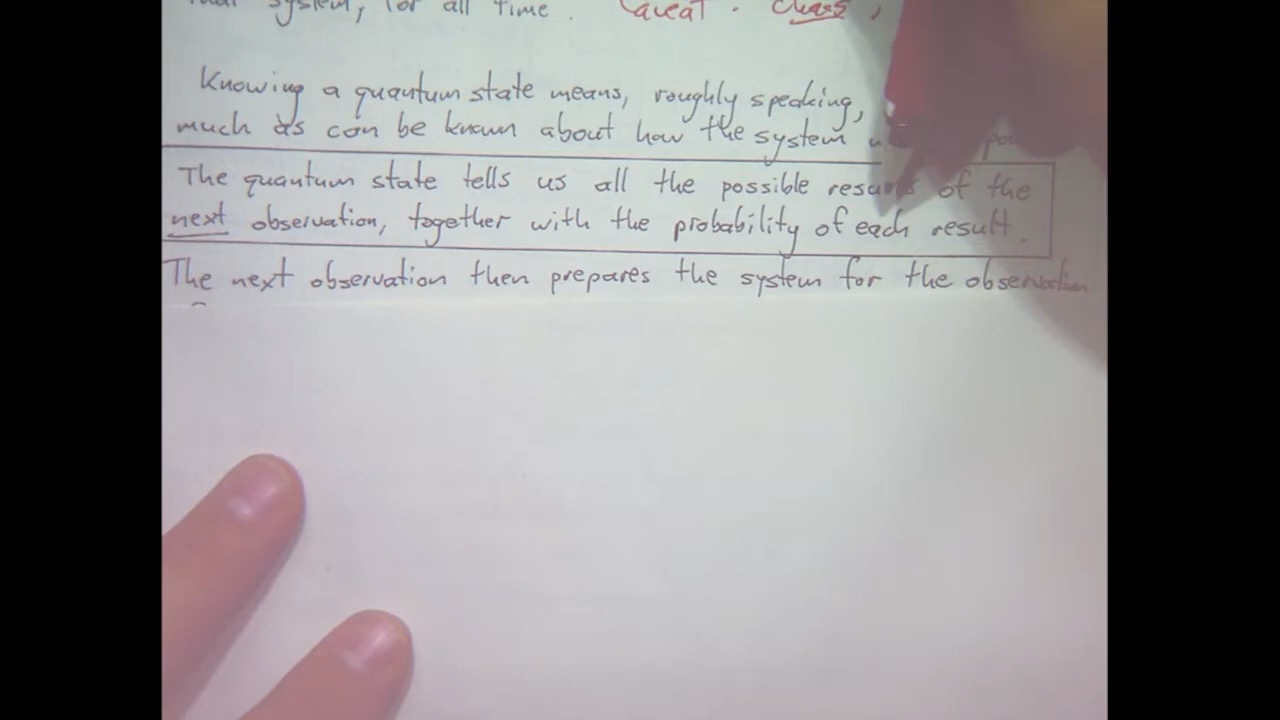 system, for all time. Caveat. Chaos,
Knowing a quantum state means, roughly speaking,
much as can be known about how the system
The quantum state tells us all the possible results of the
next observation, together with the probability of each result.
The next observation then prepares the system for the observation